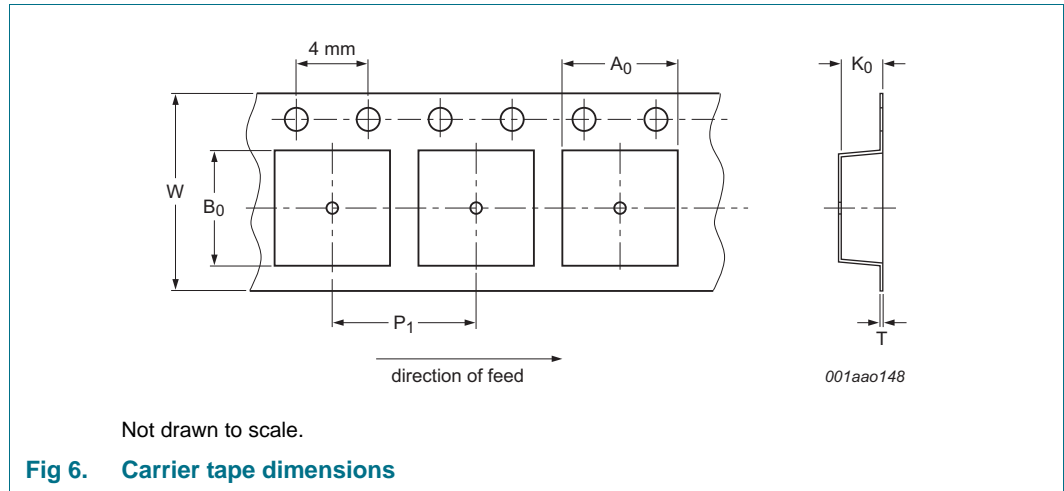 4 mm
A0
K0
W
B0
P1
T
direction of feed
001aao148
Not drawn to scale.
Fig 6. Carrier tape dimensions